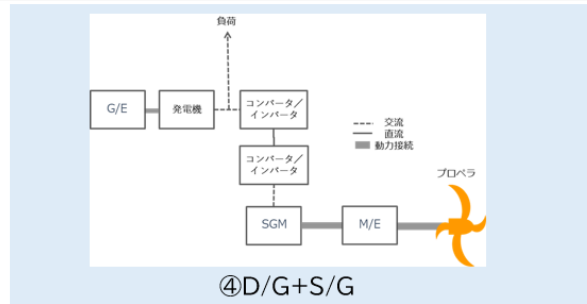 負荷
G/E
発電機
コンバータ／
インバータ
交流
直流
動力接続
コンバータ／
インバータ
プロペラ
SGM
M/E
④D/G+S/G